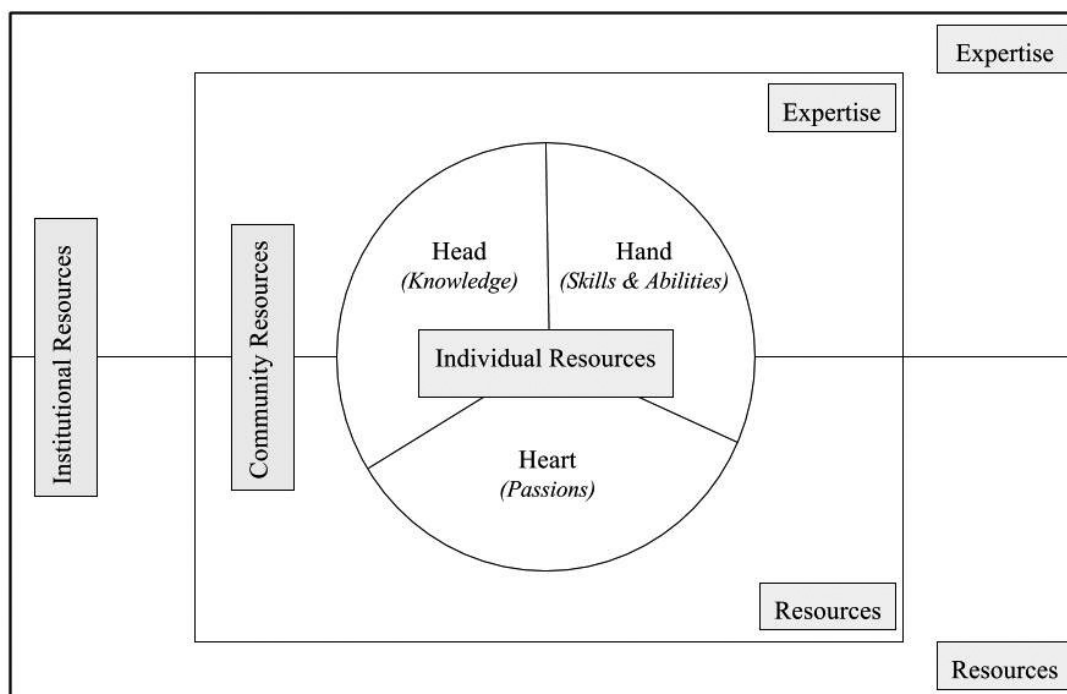 Expertise
Expertise
Institutional Resources
Community Resources
Head
(Knowledge)
Hand
(Skills & Abilities)
Individual Resources
Heart
(Passions)
Resources
Resources